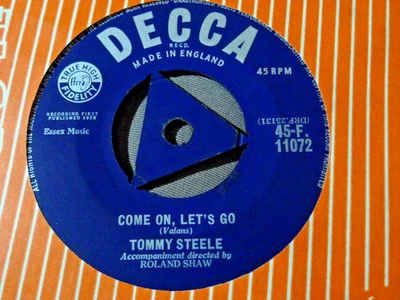 DECCA
REGD.
MADE IN ENGLAND
TRUE HIGH
ffrr
FIDELITY
45 RPM
RECORDING FIRST
PUBLISHED 1958
Essex Music
(DRF.25131)
45-F.
11072
COME ON, LET'S GO
(Valans)
TOMMY STEELE
Accompaniment directed by
ROLAND SHAW